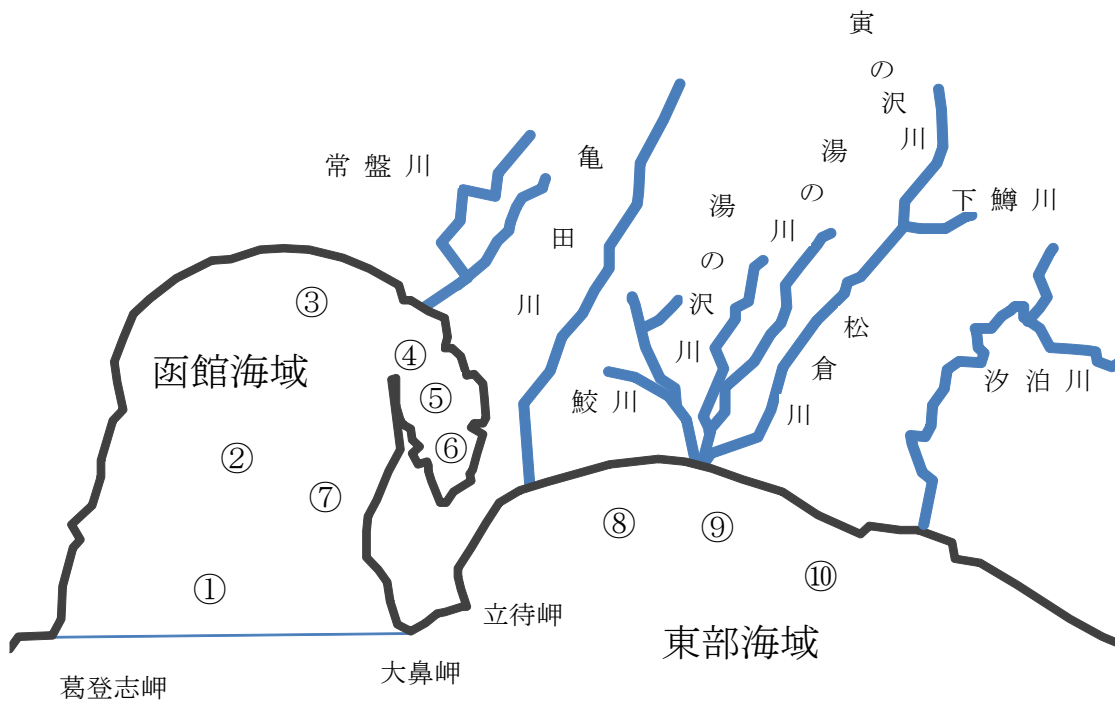 寅の沢川
湯の川
湯の沢川
亀田川
常盤川
下鱒川
松倉川
鮫川
汐泊川
函館海域
③
④
⑤
⑥
②
⑦
①
⑧
⑨
⑩
立待岬
東部海域
大鼻岬
葛登志岬